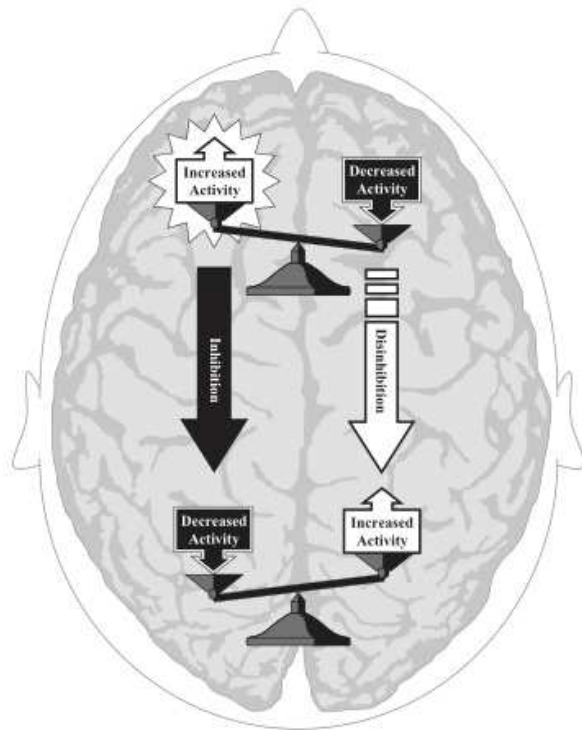 Increased
Activity
Decreased
Activity
Inhibition
Disinhibition
Decreased
Activity
Increased
Activity